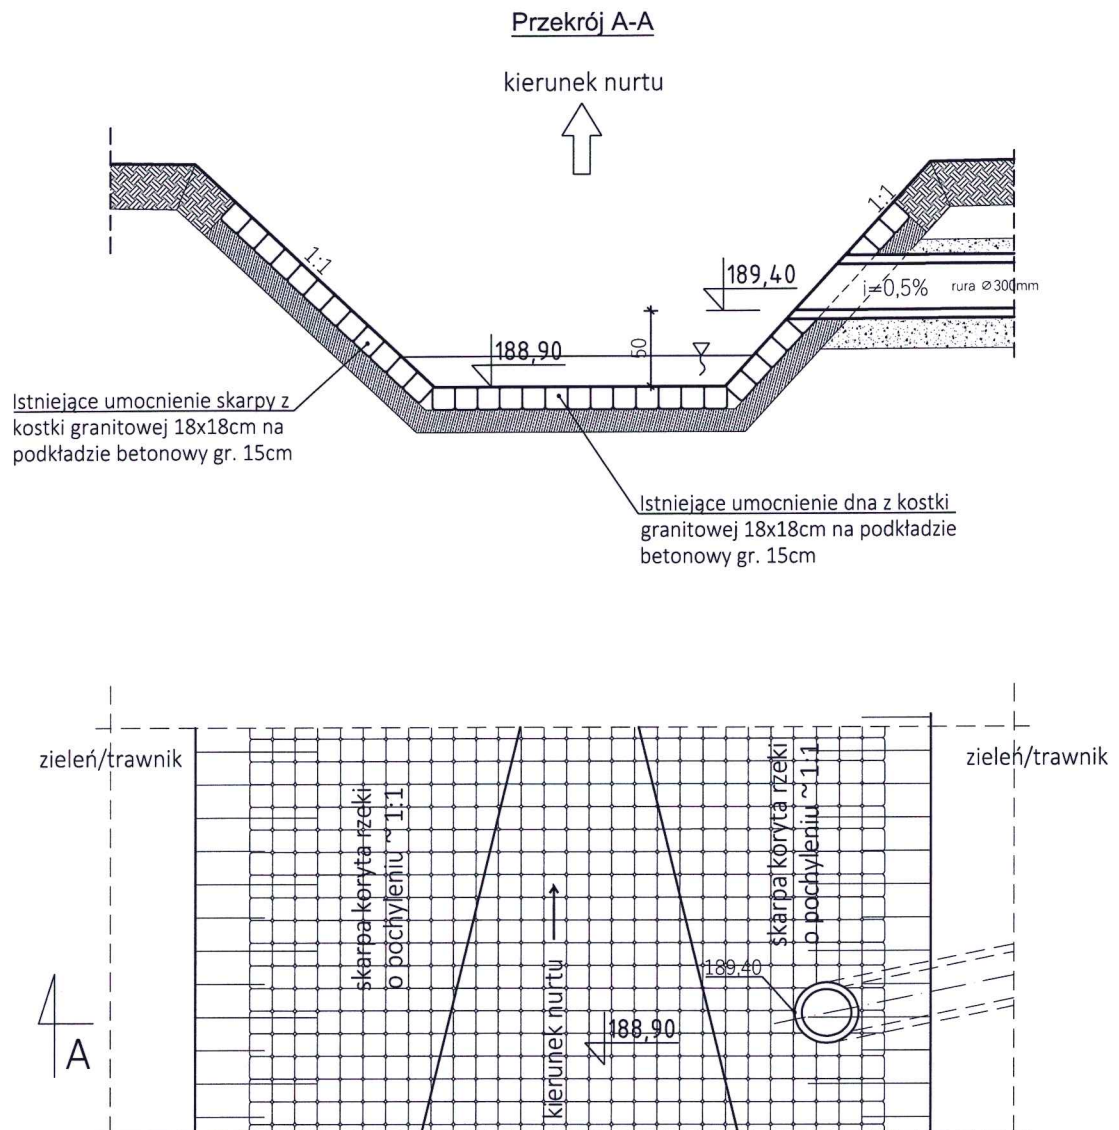 Przekrój A-A
kierunek nurtu
1:1
1:1
189,40
i=0,5%
rura ∅300mm
50
188,90
Istniejące umocnienie skarpy z
kostki granitowej 18x18cm na
podkładzie betonowy gr. 15cm
Istniejące umocnienie dna z kostki
granitowej 18x18cm na podkładzie
betonowy gr. 15cm
zieleń/trawnik
zieleń/trawnik
skarpa koryta rzeki
o pochyleniu ~ 1:1
skarpa koryta rzeki
o pochyleniu ~1:1
kierunek nurtu
189,40
188,90
A